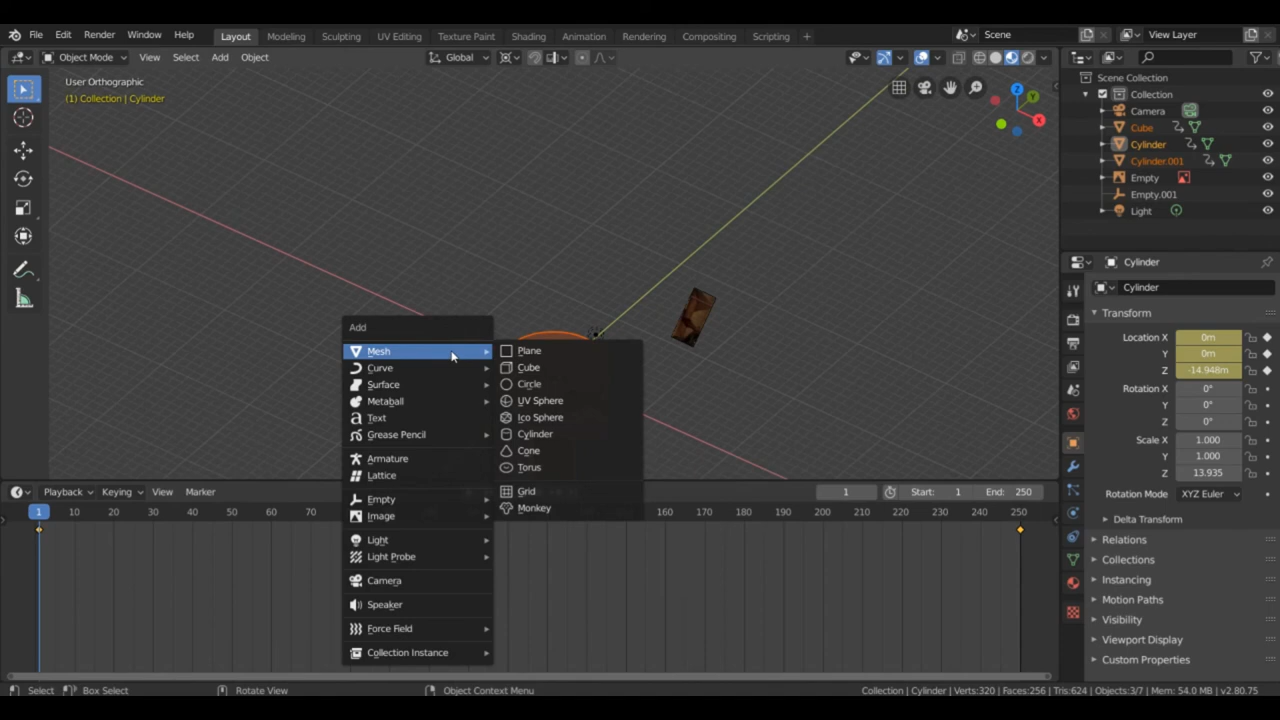 File Edit Render Window Help Layout Modeling Sculpting UV Editing Texture Paint Shading Animation Rendering Compositing Scripting + Scene View Layer
Object Mode View Select Add Object Global
User Orthographic
(1) Collection | Cylinder
Z
Y
X
Scene Collection
Collection
Camera
Cube
Cylinder
Cylinder.001
Empty
Empty.001
Light
Cylinder
Cylinder
Transform
Location X 0m
Y 0m
Z -14.948m
Rotation X 0°
Y 0°
Z 0°
Scale X 1.000
Y 1.000
Z 13.935
Rotation Mode XYZ Euler
Delta Transform
Relations
Collections
Instancing
Motion Paths
Visibility
Viewport Display
Custom Properties
Add
Mesh
Curve
Surface
Metaball
Text
Grease Pencil
Armature
Lattice
Empty
Image
Light
Light Probe
Camera
Speaker
Force Field
Collection Instance
Plane
Cube
Circle
UV Sphere
Ico Sphere
Cylinder
Cone
Torus
Grid
Monkey
Playback Keying View Marker 1 Start: 1 End: 250
1 10 20 30 40 50 60 70 160 170 180 190 200 210 220 230 240 250
Select Box Select Rotate View Object Context Menu Collection | Cylinder | Verts:320 | Faces:256 | Tris:624 | Objects:3/7 | Mem: 54.0 MB | v2.80.75